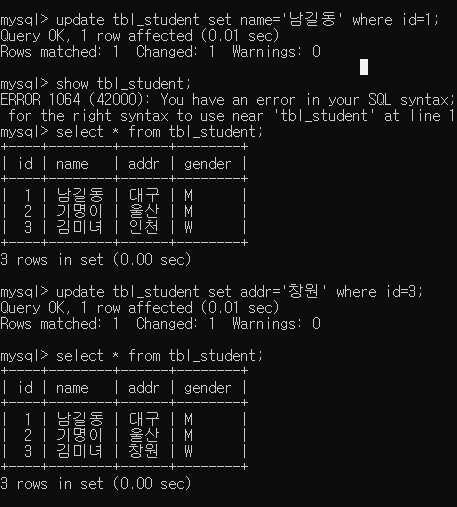 mysql> update tbl_student set name='남길동' where id=1;
Query OK, 1 row affected (0.01 sec)
Rows matched: 1  Changed: 1  Warnings: 0
mysql> show tbl_student;
ERROR 1064 (42000): You have an error in your SQL syntax;
 for the right syntax to use near 'tbl_student' at line 1
mysql> select * from tbl_student;
+----+--------+------+--------+
| id | name   | addr | gender |
+----+--------+------+--------+
|  1 | 남길동 | 대구 | M      |
|  2 | 기명이 | 울산 | M      |
|  3 | 김미녀 | 인천 | W      |
+----+--------+------+--------+
3 rows in set (0.00 sec)
mysql> update tbl_student set addr='창원' where id=3;
Query OK, 1 row affected (0.01 sec)
Rows matched: 1  Changed: 1  Warnings: 0
mysql> select * from tbl_student;
+----+--------+------+--------+
| id | name   | addr | gender |
+----+--------+------+--------+
|  1 | 남길동 | 대구 | M      |
|  2 | 기명이 | 울산 | M      |
|  3 | 김미녀 | 창원 | W      |
+----+--------+------+--------+
3 rows in set (0.00 sec)